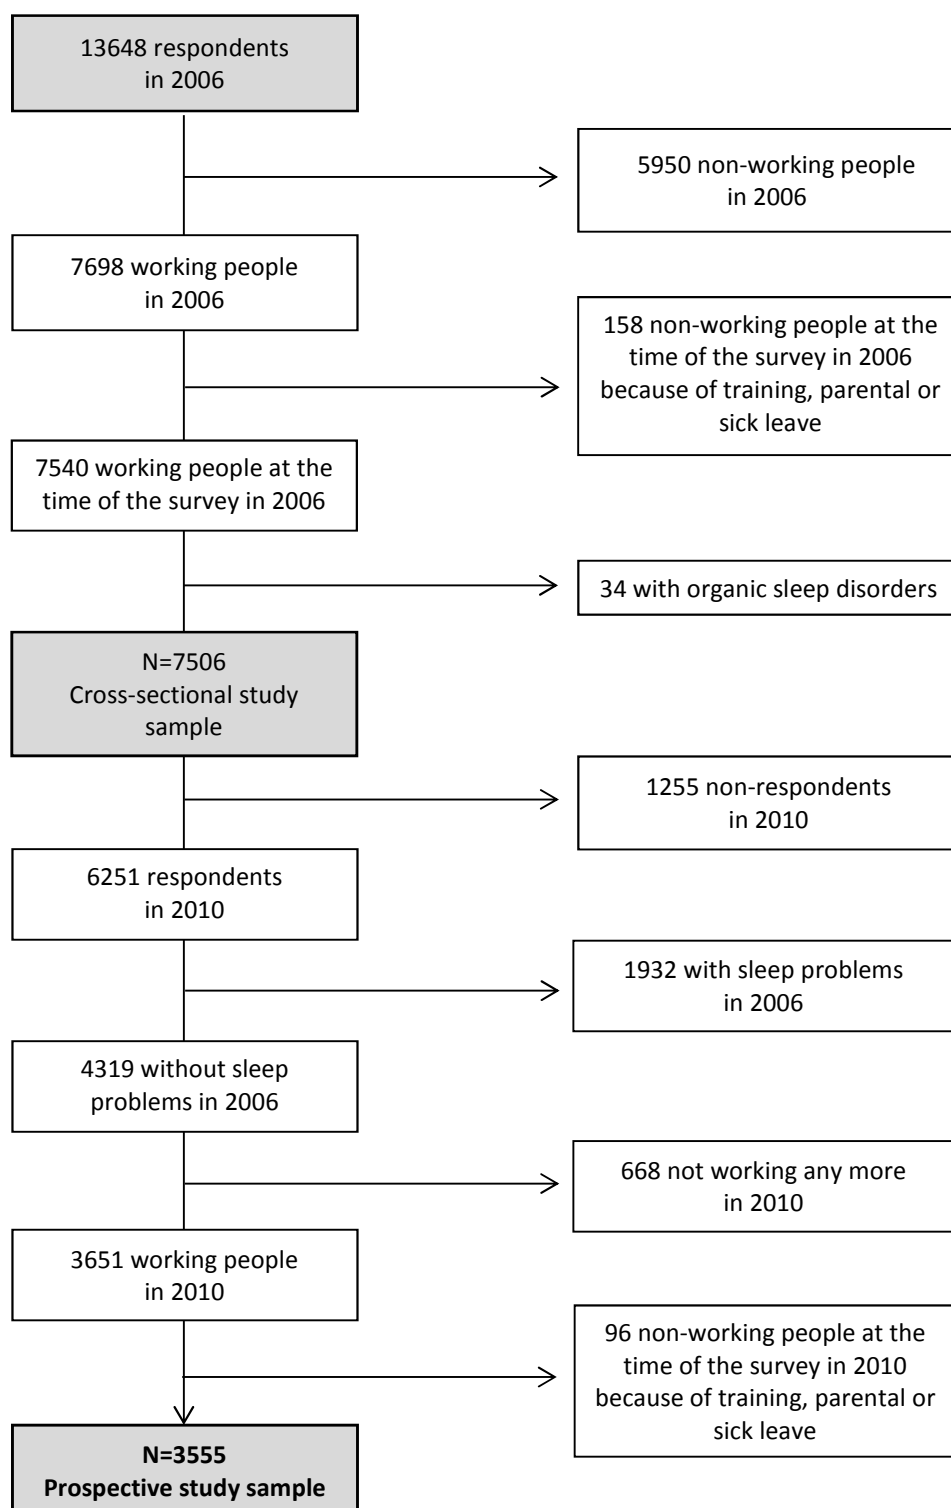 13648 respondents
in 2006
5950 non-working people
in 2006
7698 working people
in 2006
158 non-working people at the
time of the survey in 2006
because of training, parental or
sick leave
7540 working people at the
time of the survey in 2006
34 with organic sleep disorders
N=7506
Cross-sectional study
sample
1255 non-respondents
in 2010
6251 respondents
in 2010
1932 with sleep problems
in 2006
4319 without sleep
problems in 2006
668 not working any more
in 2010
3651 working people
in 2010
96 non-working people at the
time of the survey in 2010
because of training, parental or
sick leave
N=3555
Prospective study sample